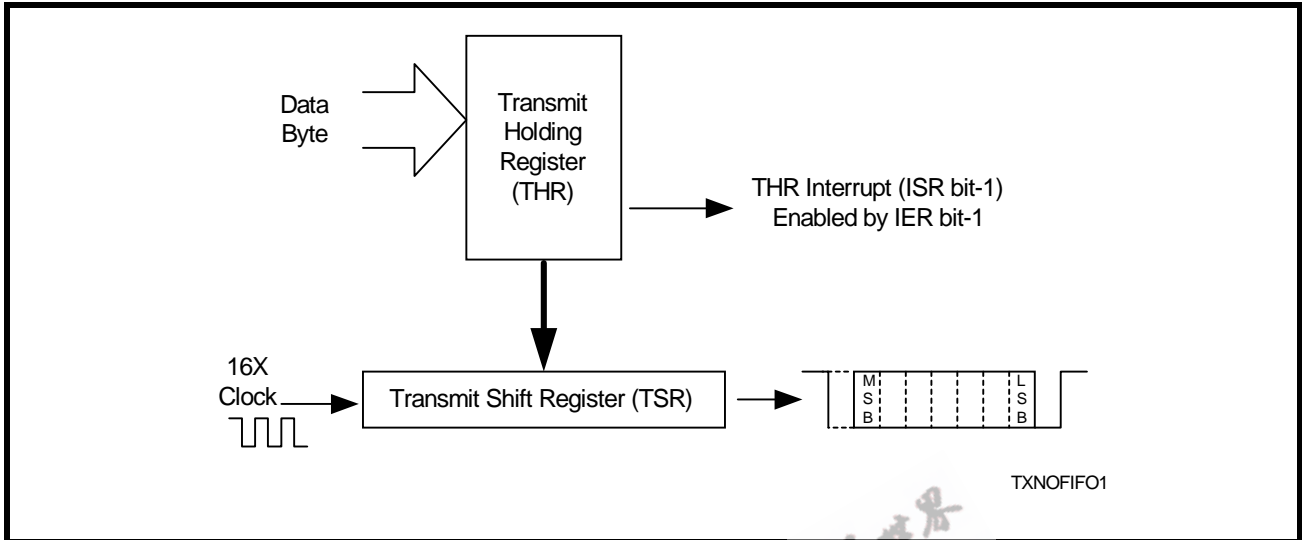 Data
Byte
Transmit
Holding
Register
(THR)
THR Interrupt (ISR bit-1)
Enabled by IER bit-1
16X
Clock
Transmit Shift Register (TSR)
M
S
B
L
S
B
TXNOFIFO1